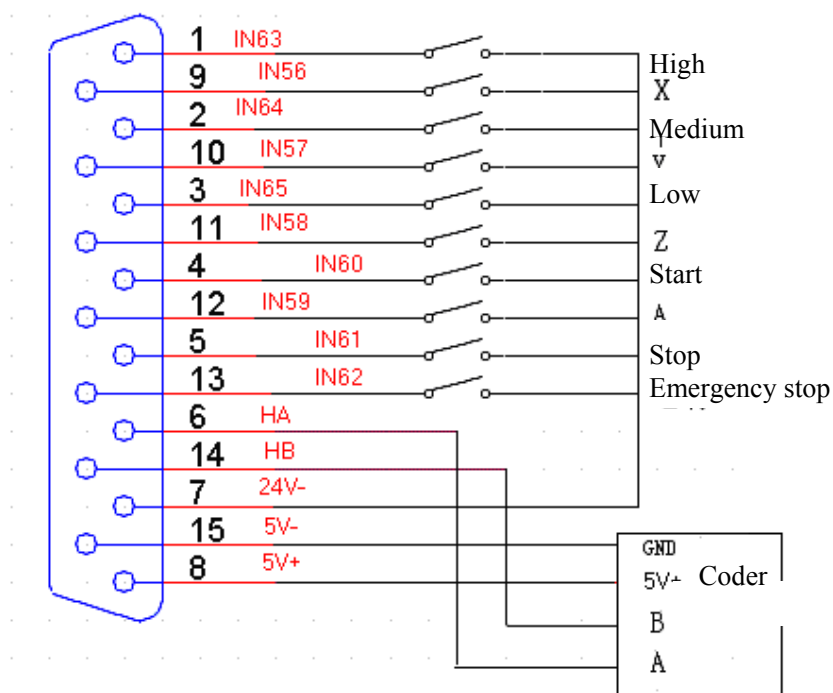 1 IN63
High
9 IN56
X
2 IN64
Medium
10 IN57
3 IN65
Low
11 IN58
Z
4 IN60
Start
12 IN59
A
5 IN61
Stop
13 IN62
Emergency stop
6 HA
14 HB
7 24V-
15 5V-
GND
8 5V+
5V+ Coder
B
A